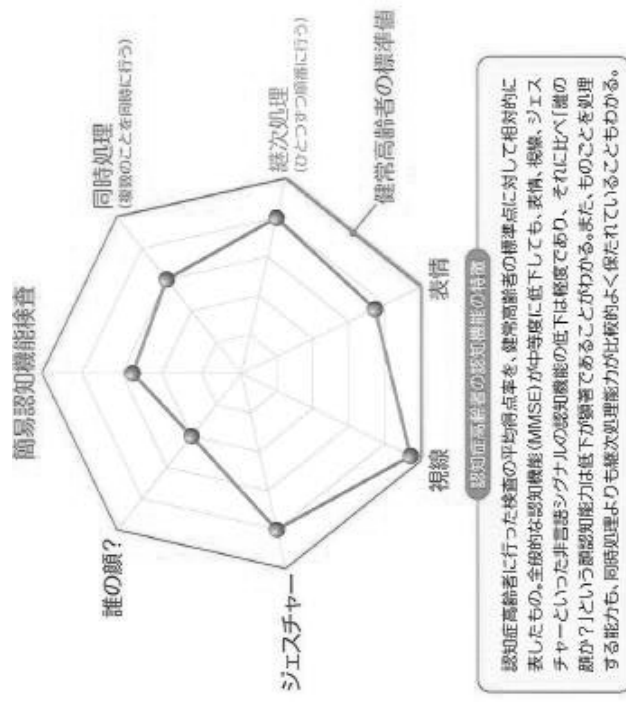 簡易認知機能検査
同時処理
(複数のことを同時に行う)
継次処理
(ひとつずつ順番に行う)
健常高齢者の標準値
表情
視線
ジェスチャー
誰の顔?
認知症高齢者の認知機能の特徴
認知症高齢者に行った検査の平均得点率を、健常高齢者の標準点に対して相対的に
表したもの。全般的な認知機能(MMSE)が中等度に低下しても、表情、視線、ジェス
チャーといった非言語シグナルの認知機能の低下は軽度であり、それに比べ「誰の
顔か?」という顔認知能力は低下が顕著であることがわかる。また、ものごとを処理
する能力も、同時処理よりも継次処理能力が比較的よく保たれていることもわかる。